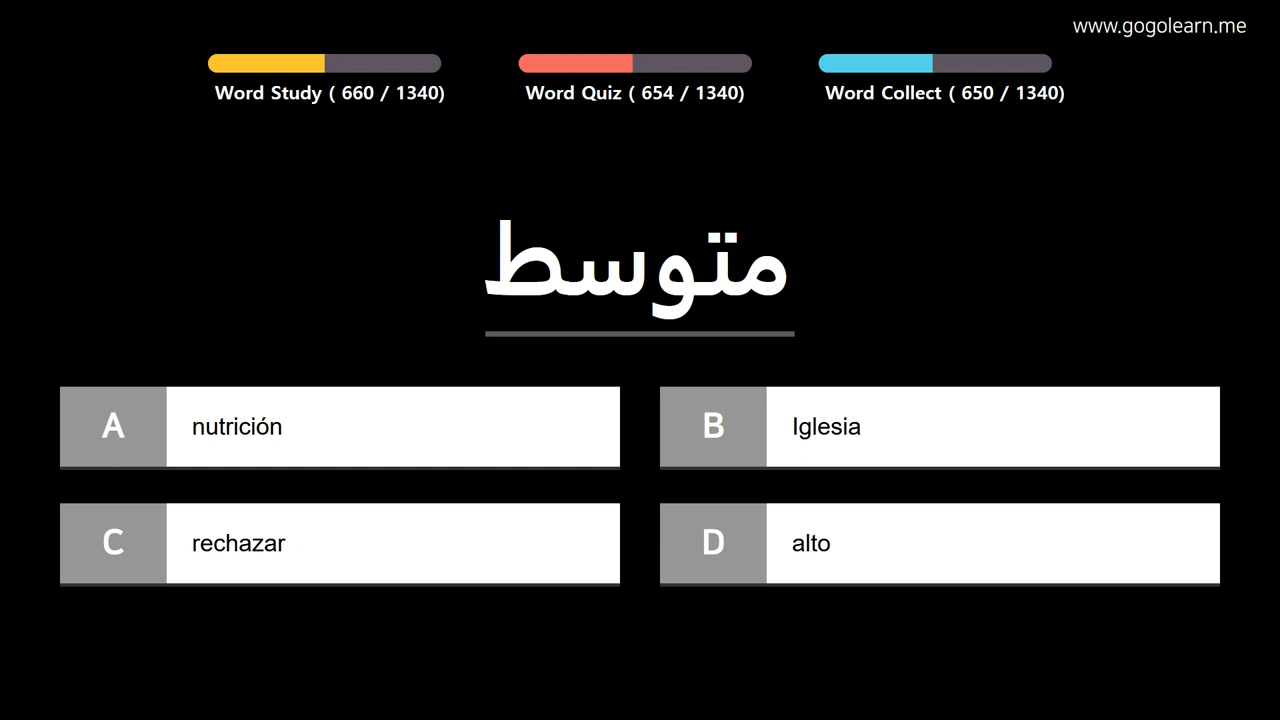 www.gogolearn.me
Word Study ( 660 / 1340)
Word Quiz ( 654 / 1340)
Word Collect ( 650 / 1340)
متوسط
A nutrición
B Iglesia
C rechazar
D alto